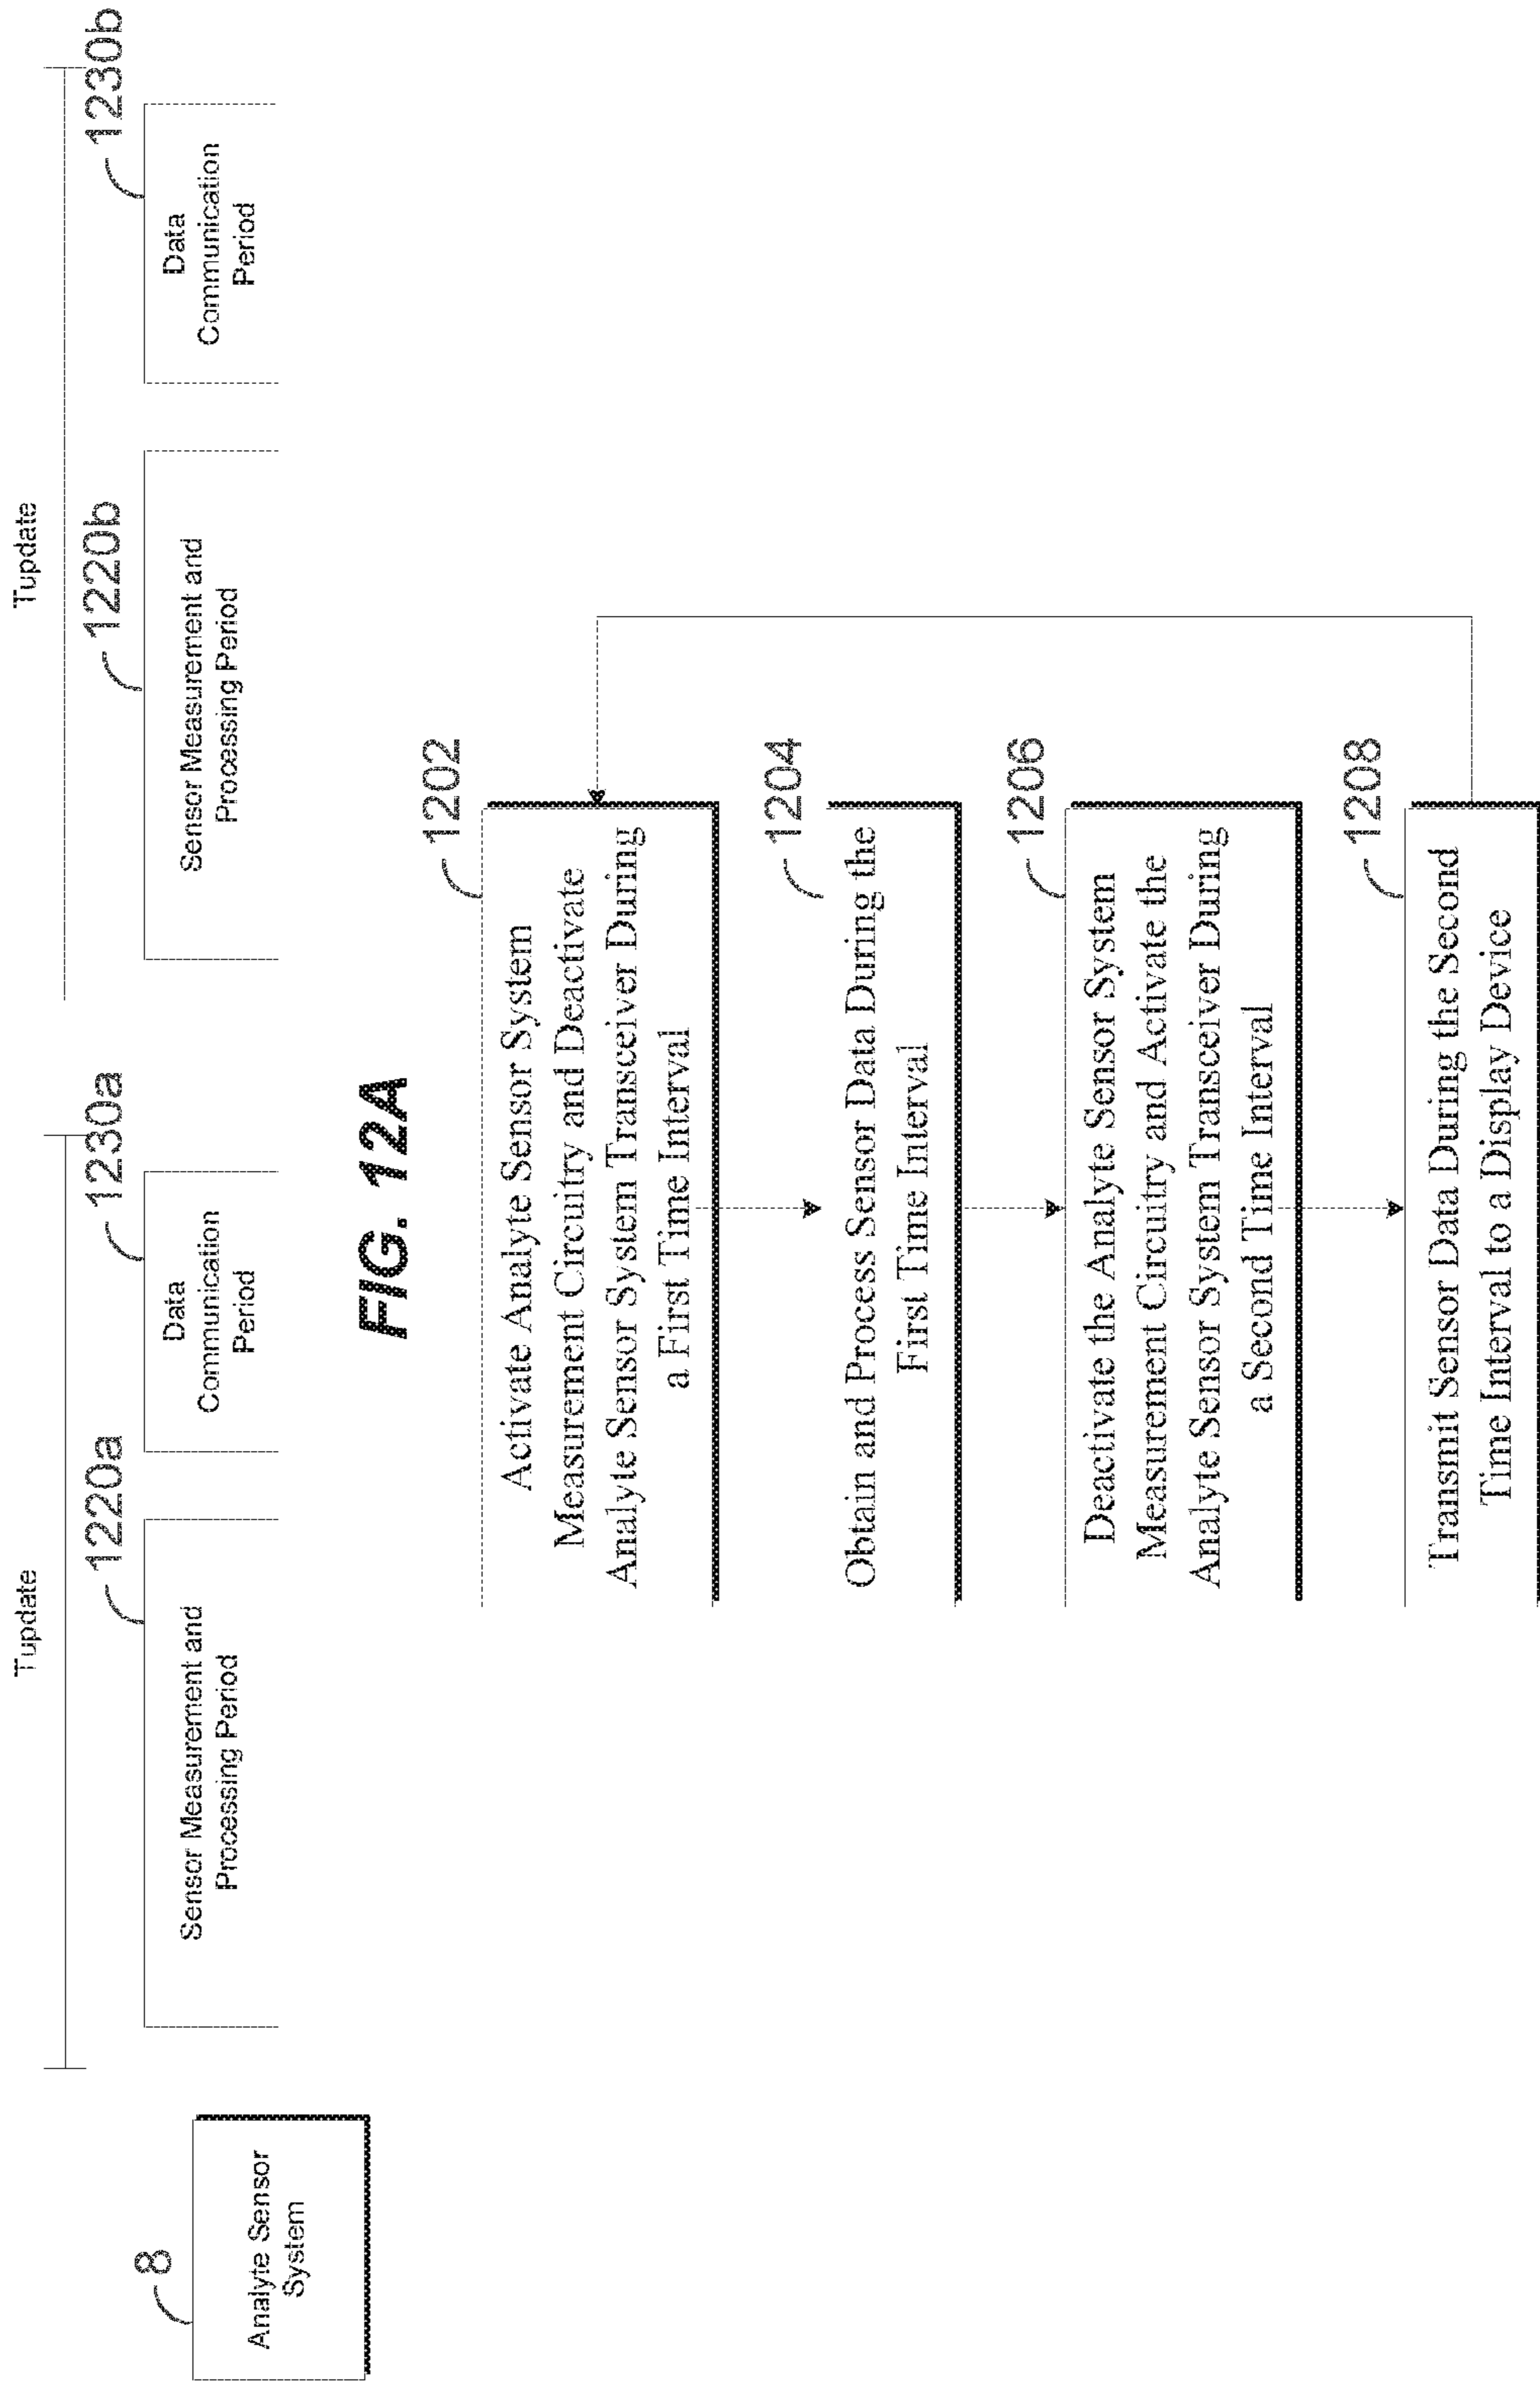 Tupdate
Tupdate
8
1220a
1230a
1220b
1230b
Analyte Sensor
System
Sensor Measurement and
Processing Period
Data
Communication
Period
Sensor Measurement and
Processing Period
Data
Communication
Period
FIG. 12A
1202
Activate Analyte Sensor System
Measurement Circuitry and Deactivate
Analyte Sensor System Transceiver During
a First Time Interval
1204
Obtain and Process Sensor Data During the
First Time Interval
1206
Deactivate the Analyte Sensor System
Measurement Circuitry and Activate the
Analyte Sensor System Transceiver During
a Second Time Interval
1208
Transmit Sensor Data During the Second
Time Interval to a Display Device